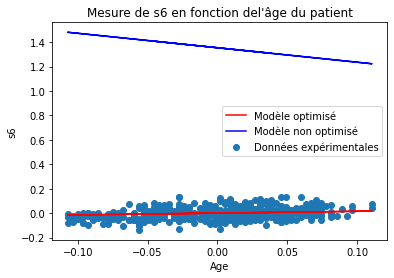 Mesure de s6 en fonction del'âge du patient
1.4
1.2
1.0
0.8
0.6
0.4
0.2
0.0
−0.2
s6
Modèle optimisé
Modèle non optimisé
Données expérimentales
−0.10
−0.05
0.00
0.05
0.10
Age